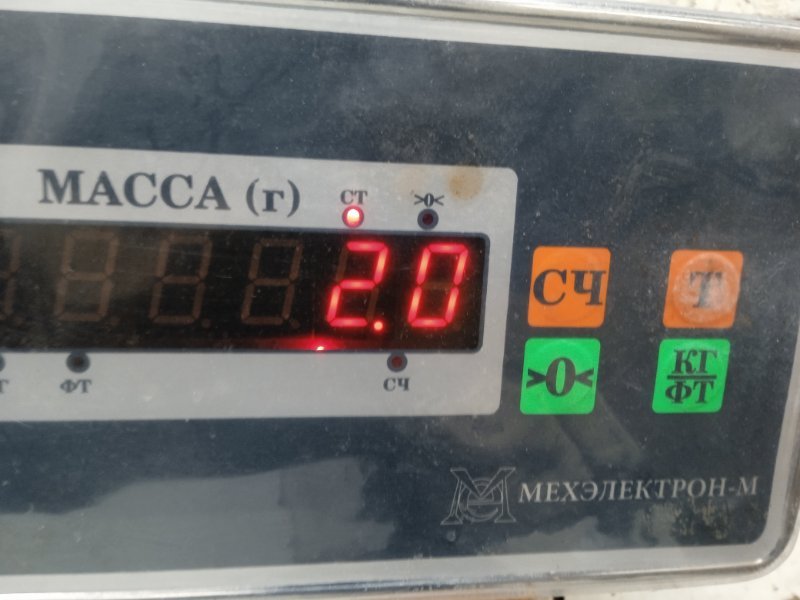 МАССА (г)
СТ
>0<
2.0
СЧ
Т
>0<
КГ
ФТ
ФТ
СЧ
МЕХЭЛЕКТРОН-М